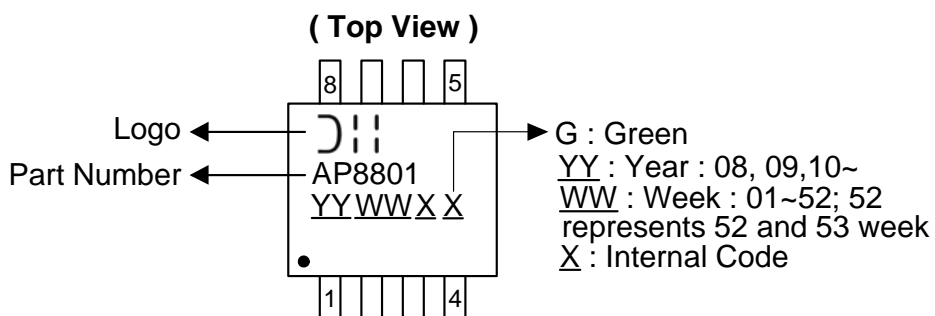 ( Top View )
8 5
Logo
Part Number
AP8801
YY WW X X
G : Green
YY : Year : 08, 09,10~
WW : Week : 01~52; 52
represents 52 and 53 week
X : Internal Code
1 4